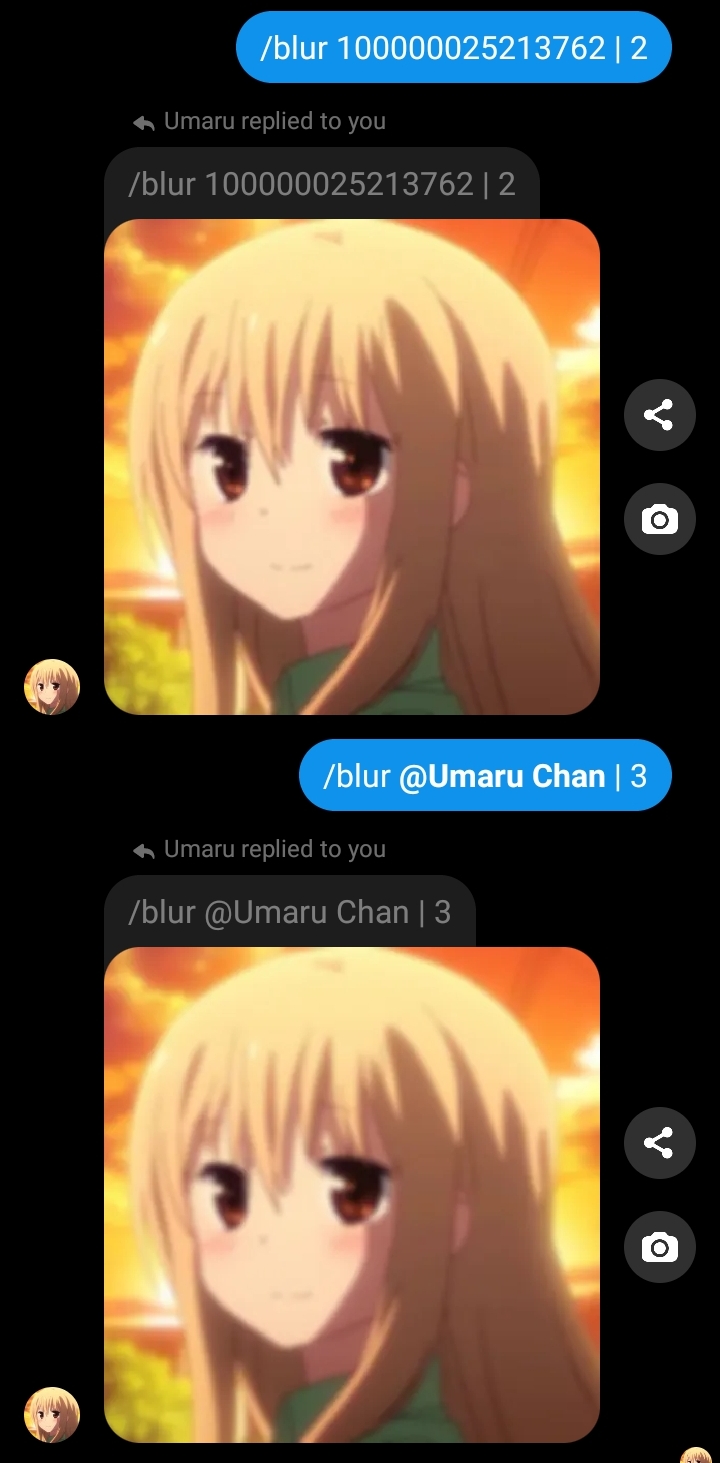 /blur 100000025213762 | 2
Umaru replied to you
/blur 100000025213762 | 2
/blur @Umaru Chan | 3
Umaru replied to you
/blur @Umaru Chan | 3